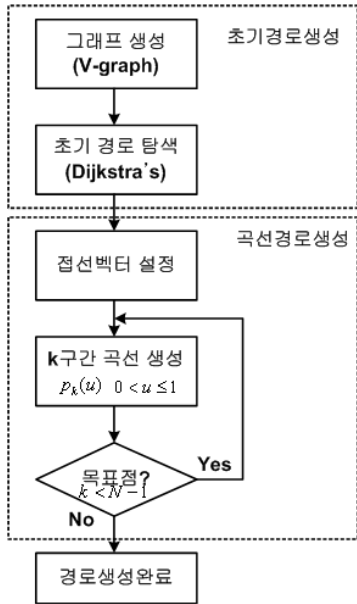 초기경로생성
그래프 생성
(V-graph)
초기 경로 탐색
(Dijkstra's)
곡선경로생성
접선벡터 설정
k구간 곡선 생성
p_k(u) 0 < u ≤ 1
목표점?
k < N - 1
Yes
No
경로생성완료